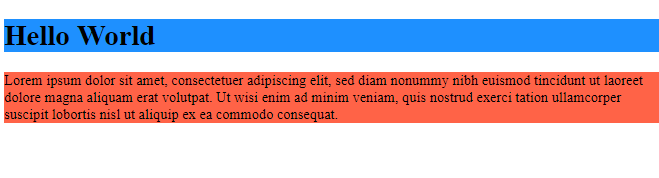 Hello World
Lorem ipsum dolor sit amet, consectetuer adipiscing elit, sed diam nonummy nibh euismod tincidunt ut laoreet
dolore magna aliquam erat volutpat. Ut wisi enim ad minim veniam, quis nostrud exerci tation ullamcorper
suscipit lobortis nisl ut aliquip ex ea commodo consequat.